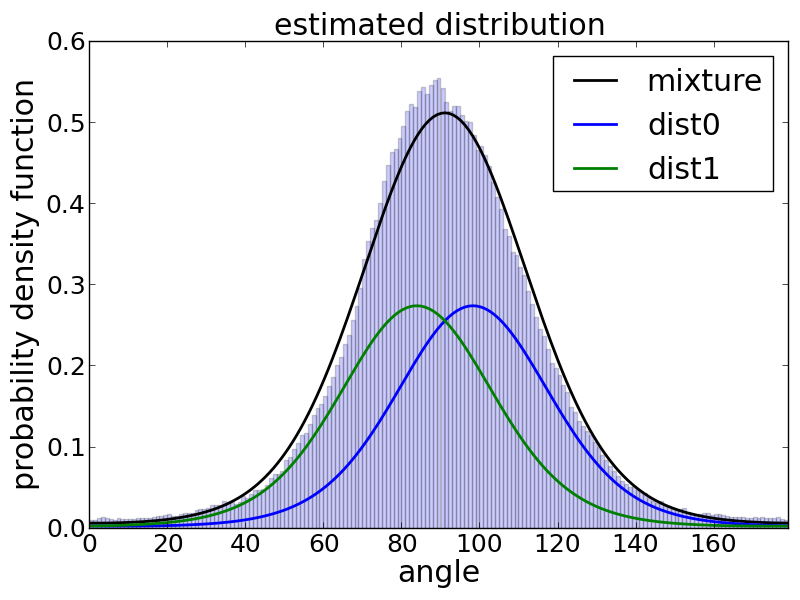 estimated distribution
probability density function
0.6
0.5
0.4
0.3
0.2
0.1
0.0
mixture
dist0
dist1
0 20 40 60 80 100 120 140 160
angle